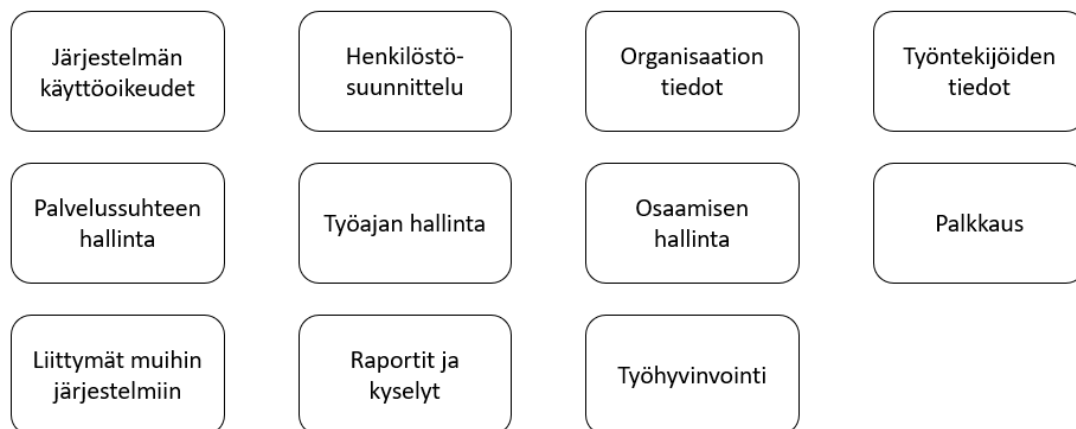 Järjestelmän
käyttöoikeudet
Henkilöstö-
suunnittelu
Organisaation
tiedot
Työntekijöiden
tiedot
Palvelussuhteen
hallinta
Työajan hallinta
Osaamisen
hallinta
Palkkaus
Liittymät muihin
järjestelmiin
Raportit ja
kyselyt
Työhyvinvointi